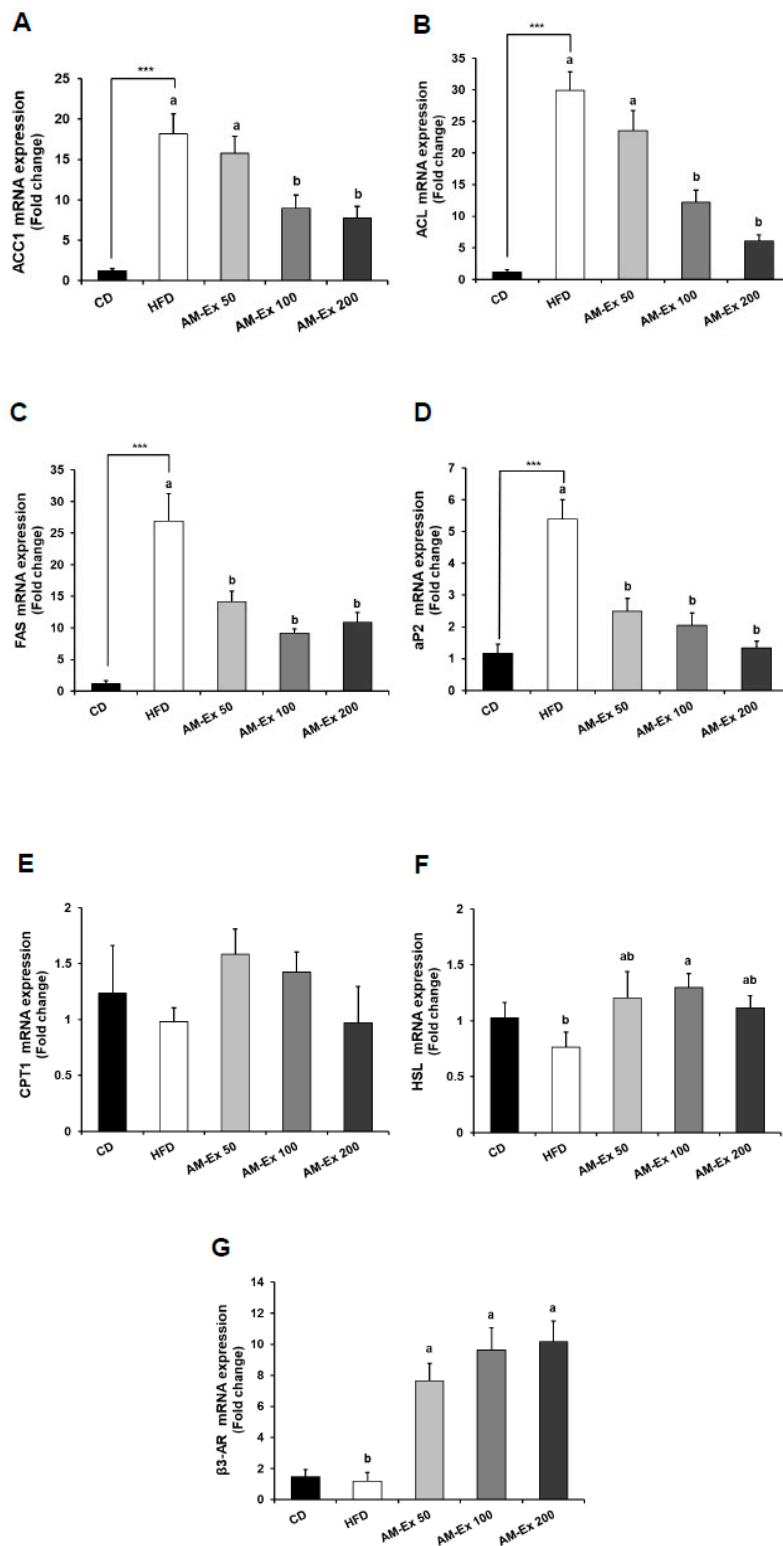 A
***
ACC1 mRNA expression
(Fold change)
25
20
15
10
5
0
a
a
b
b
CD
HFD
AM-Ex 50
AM-Ex 100
AM-Ex 200
B
***
ACL mRNA expression
(Fold change)
35
30
25
20
15
10
5
0
a
a
b
b
CD
HFD
AM-Ex 50
AM-Ex 100
AM-Ex 200
C
***
FAS mRNA expression
(Fold change)
35
30
25
20
15
10
5
0
a
b
b
b
CD
HFD
AM-Ex 50
AM-Ex 100
AM-Ex 200
D
***
aP2 mRNA expression
(Fold change)
7
6
5
4
3
2
1
0
a
b
b
b
CD
HFD
AM-Ex 50
AM-Ex 100
AM-Ex 200
E
CPT1 mRNA expression
(Fold change)
2
1.5
1
0.5
0
CD
HFD
AM-Ex 50
AM-Ex 100
AM-Ex 200
F
HSL mRNA expression
(Fold change)
2
1.5
1
0.5
0
b
ab
a
ab
CD
HFD
AM-Ex 50
AM-Ex 100
AM-Ex 200
G
β3-AR mRNA expression
(Fold change)
14
12
10
8
6
4
2
0
b
a
a
a
CD
HFD
AM-Ex 50
AM-Ex 100
AM-Ex 200